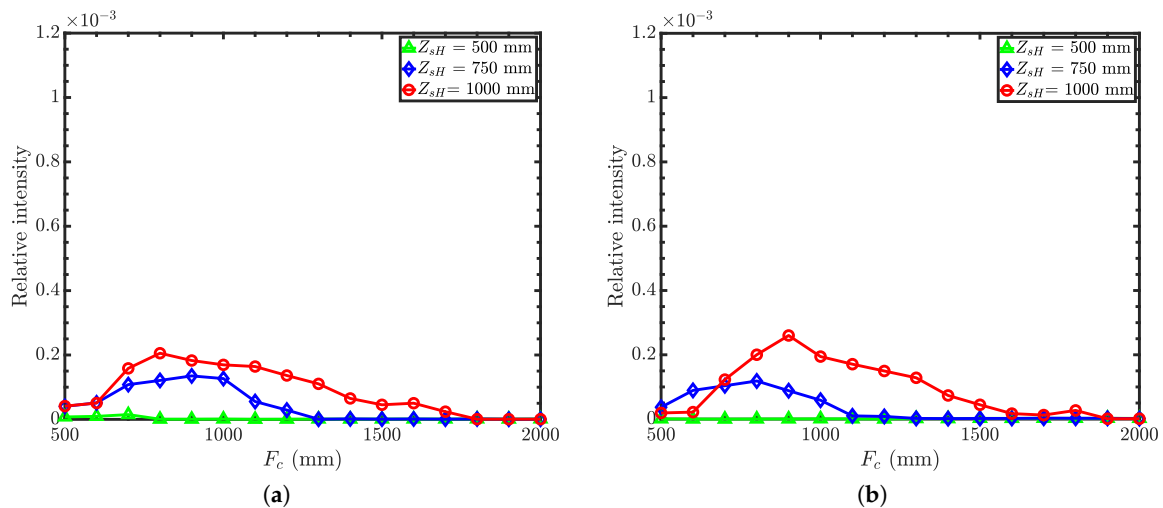 ×10⁻³
1.2
1
0.8
0.6
0.4
0.2
0
Relative intensity
500 1000 1500 2000
F_c (mm)
Z_sH = 500 mm
Z_sH = 750 mm
Z_sH= 1000 mm
(a)
×10⁻³
1.2
1
0.8
0.6
0.4
0.2
0
Relative intensity
500 1000 1500 2000
F_c (mm)
Z_sH = 500 mm
Z_sH = 750 mm
Z_sH= 1000 mm
(b)